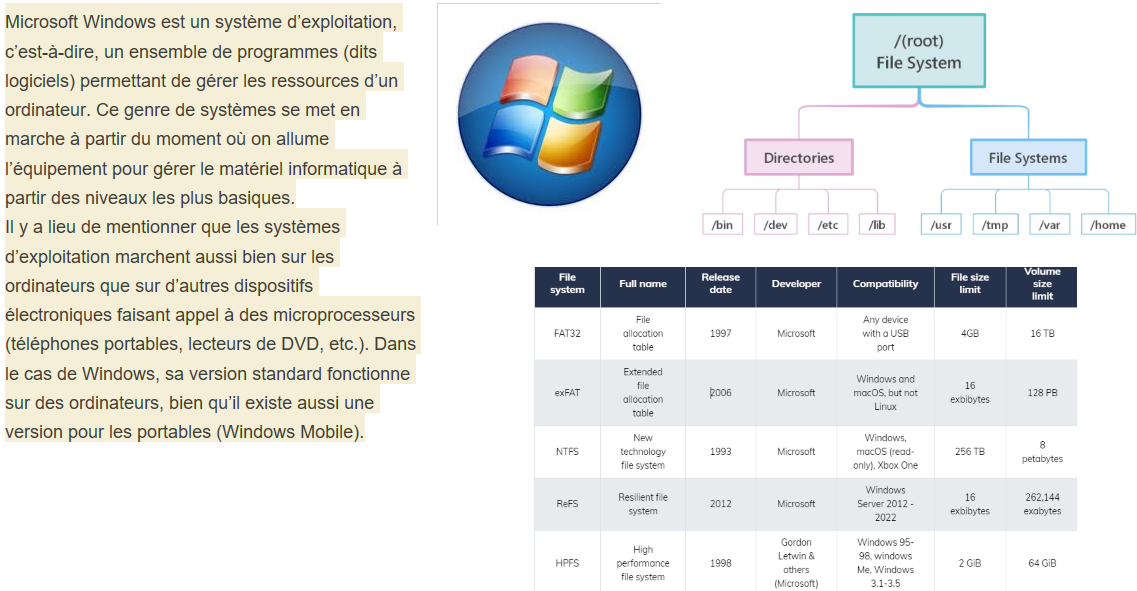 Microsoft Windows est un système d’exploitation,
c’est-à-dire, un ensemble de programmes (dits
logiciels) permettant de gérer les ressources d’un
ordinateur. Ce genre de systèmes se met en
marche à partir du moment où on allume
l’équipement pour gérer le matériel informatique à
partir des niveaux les plus basiques.
Il y a lieu de mentionner que les systèmes
d’exploitation marchent aussi bien sur les
ordinateurs que sur d’autres dispositifs
électroniques faisant appel à des microprocesseurs
(téléphones portables, lecteurs de DVD, etc.). Dans
le cas de Windows, sa version standard fonctionne
sur des ordinateurs, bien qu’il existe aussi une
version pour les portables (Windows Mobile).
/(root)
File System
Directories
File Systems
/bin
/dev
/etc
/lib
/usr
/tmp
/var
/home
File
system
Full name
Release
date
Developer
Compatibility
File size
limit
Volume
size
limit
FAT32
File
allocation
table
1997
Microsoft
Any device
with a USB
port
4GB
16 TB
exFAT
Extended
file
allocation
table
2006
Microsoft
Windows and
macOS, but not
Linux
16
exbibytes
128 PB
NTFS
New
technology
file system
1993
Microsoft
Windows,
macOS (read-
only), Xbox One
256 TB
8
petabytes
ReFS
Resilient file
system
2012
Microsoft
Windows
Server 2012 -
2022
16
exbibytes
262,144
exabytes
HPFS
High
performance
file system
1998
Gordon
Letwin &
others
(Microsoft)
Windows 95-
98, windows
Me, Windows
3.1-3.5
2 GiB
64 GiB